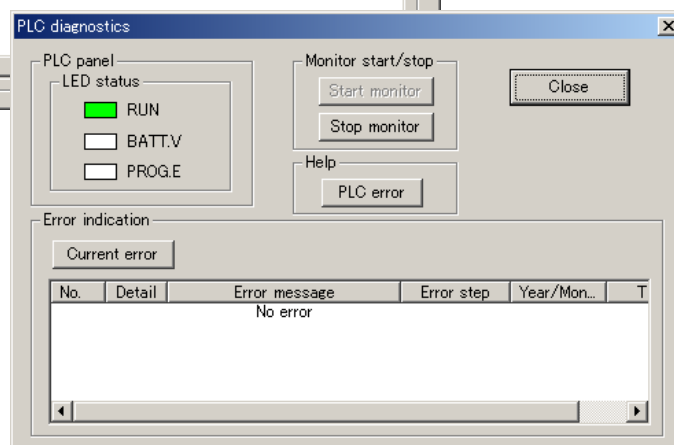 PLC diagnostics
PLC panel
LED status
RUN
BATT.V
PROG.E
Monitor start/stop
Start monitor
Stop monitor
Close
Help
PLC error
Error indication
Current error
No. Detail Error message Error step Year/Mon... T
No error